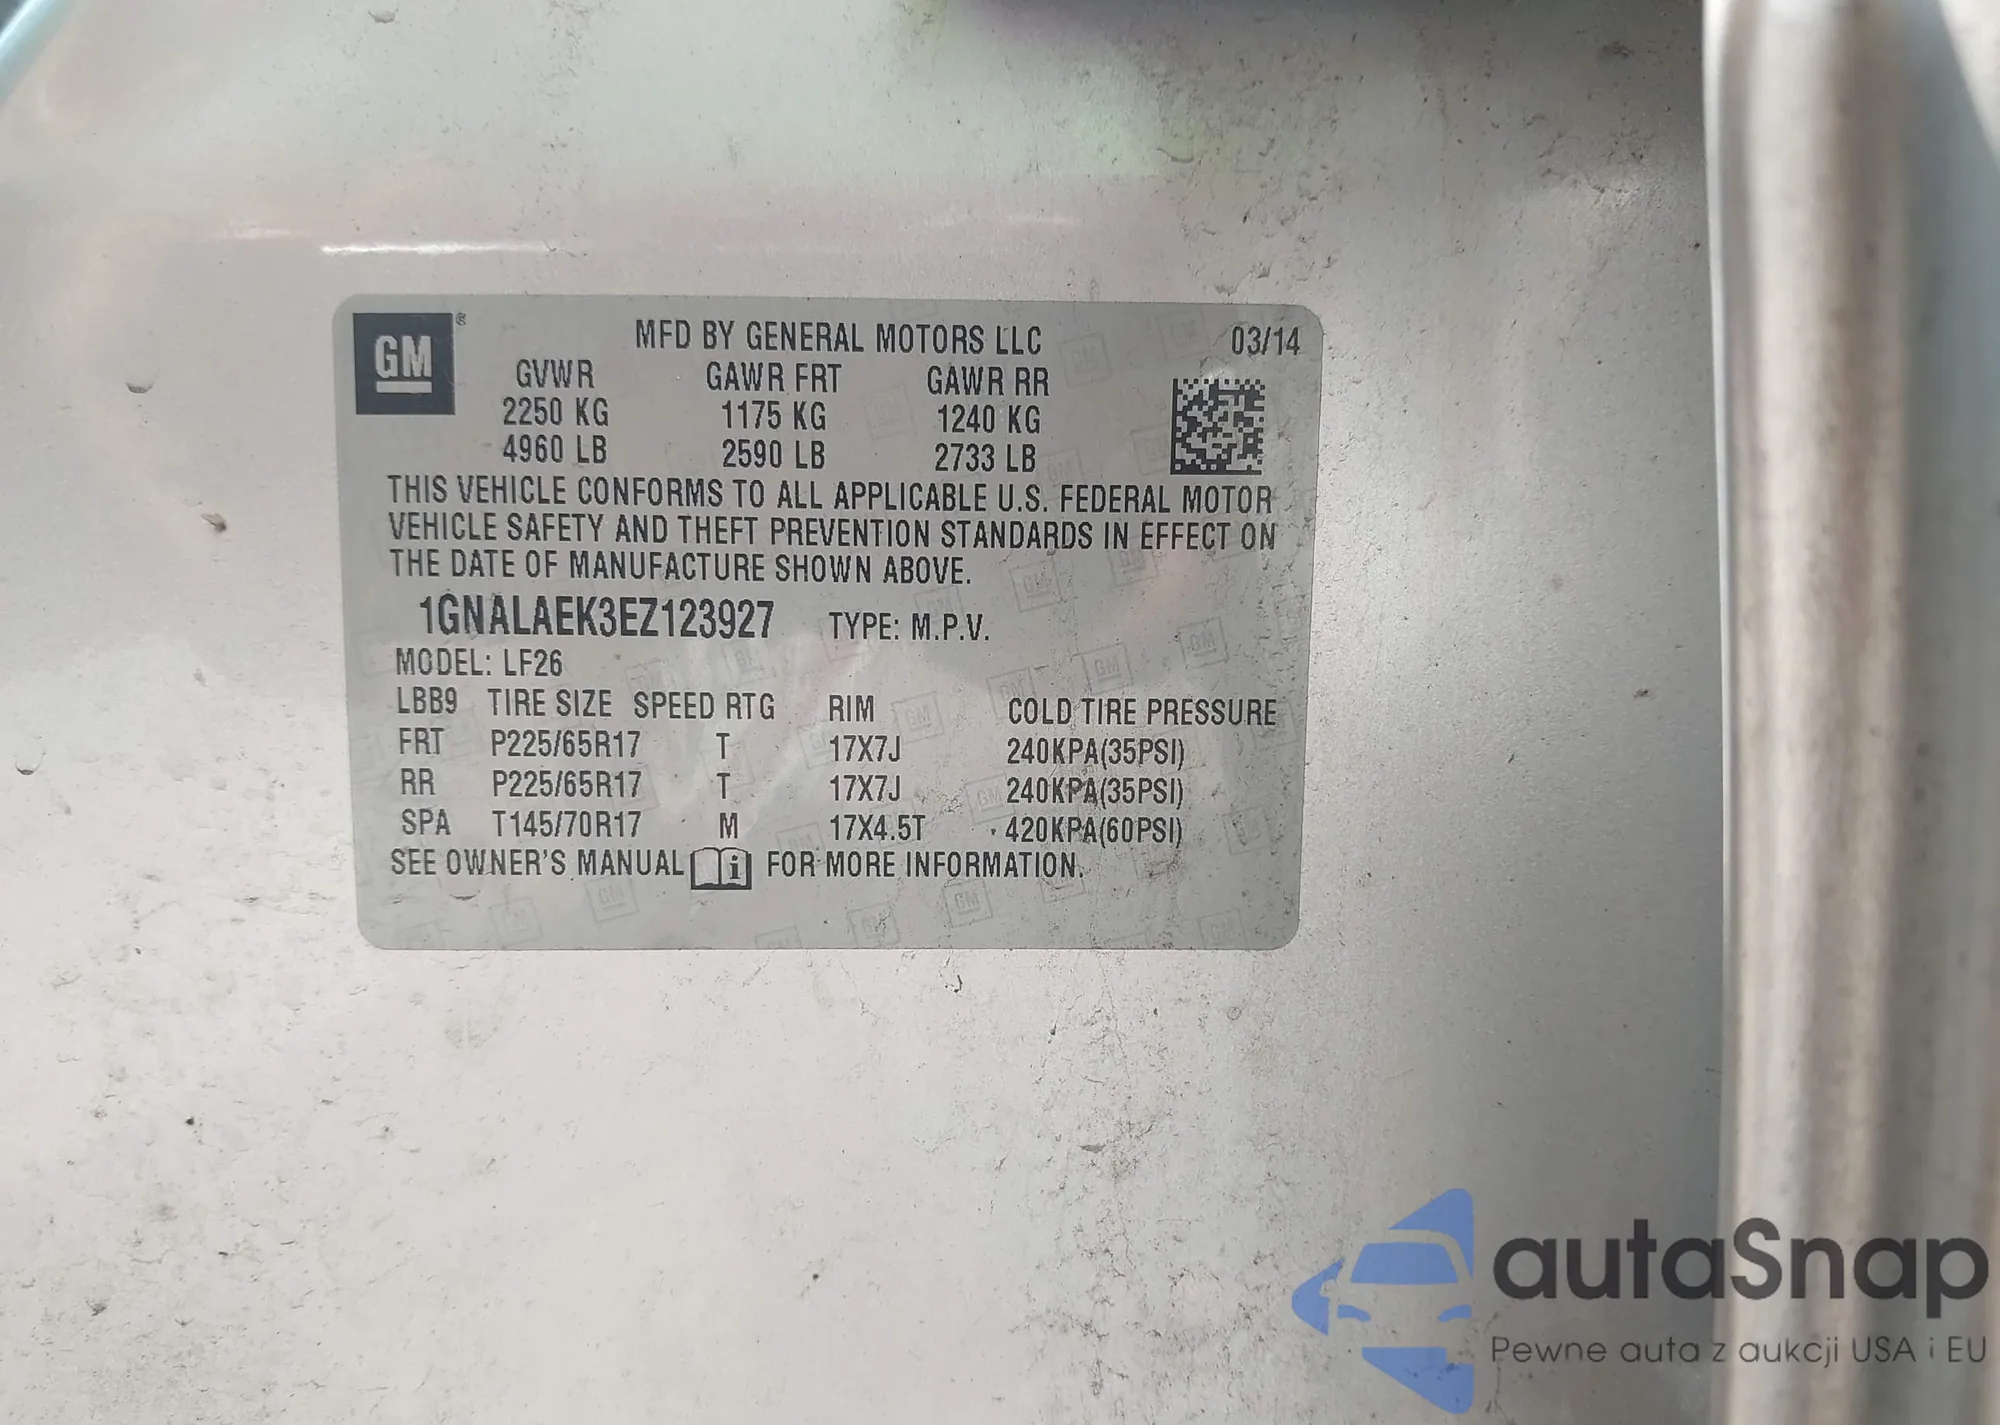 GM®
MFD BY GENERAL MOTORS LLC 03/14
GVWR GAWR FRT GAWR RR
2250 KG 1175 KG 1240 KG
4960 LB 2590 LB 2733 LB
THIS VEHICLE CONFORMS TO ALL APPLICABLE U.S. FEDERAL MOTOR
VEHICLE SAFETY AND THEFT PREVENTION STANDARDS IN EFFECT ON
THE DATE OF MANUFACTURE SHOWN ABOVE.
1GNALAEK3EZ123927 TYPE: M.P.V.
MODEL: LF26
LBB9 TIRE SIZE SPEED RTG RIM COLD TIRE PRESSURE
FRT P225/65R17 T 17X7J 240KPA(35PSI)
RR P225/65R17 T 17X7J 240KPA(35PSI)
SPA T145/70R17 M 17X4.5T 420KPA(60PSI)
SEE OWNER'S MANUAL i FOR MORE INFORMATION.
autaSnap
Pewne auta z aukcji USA i EU